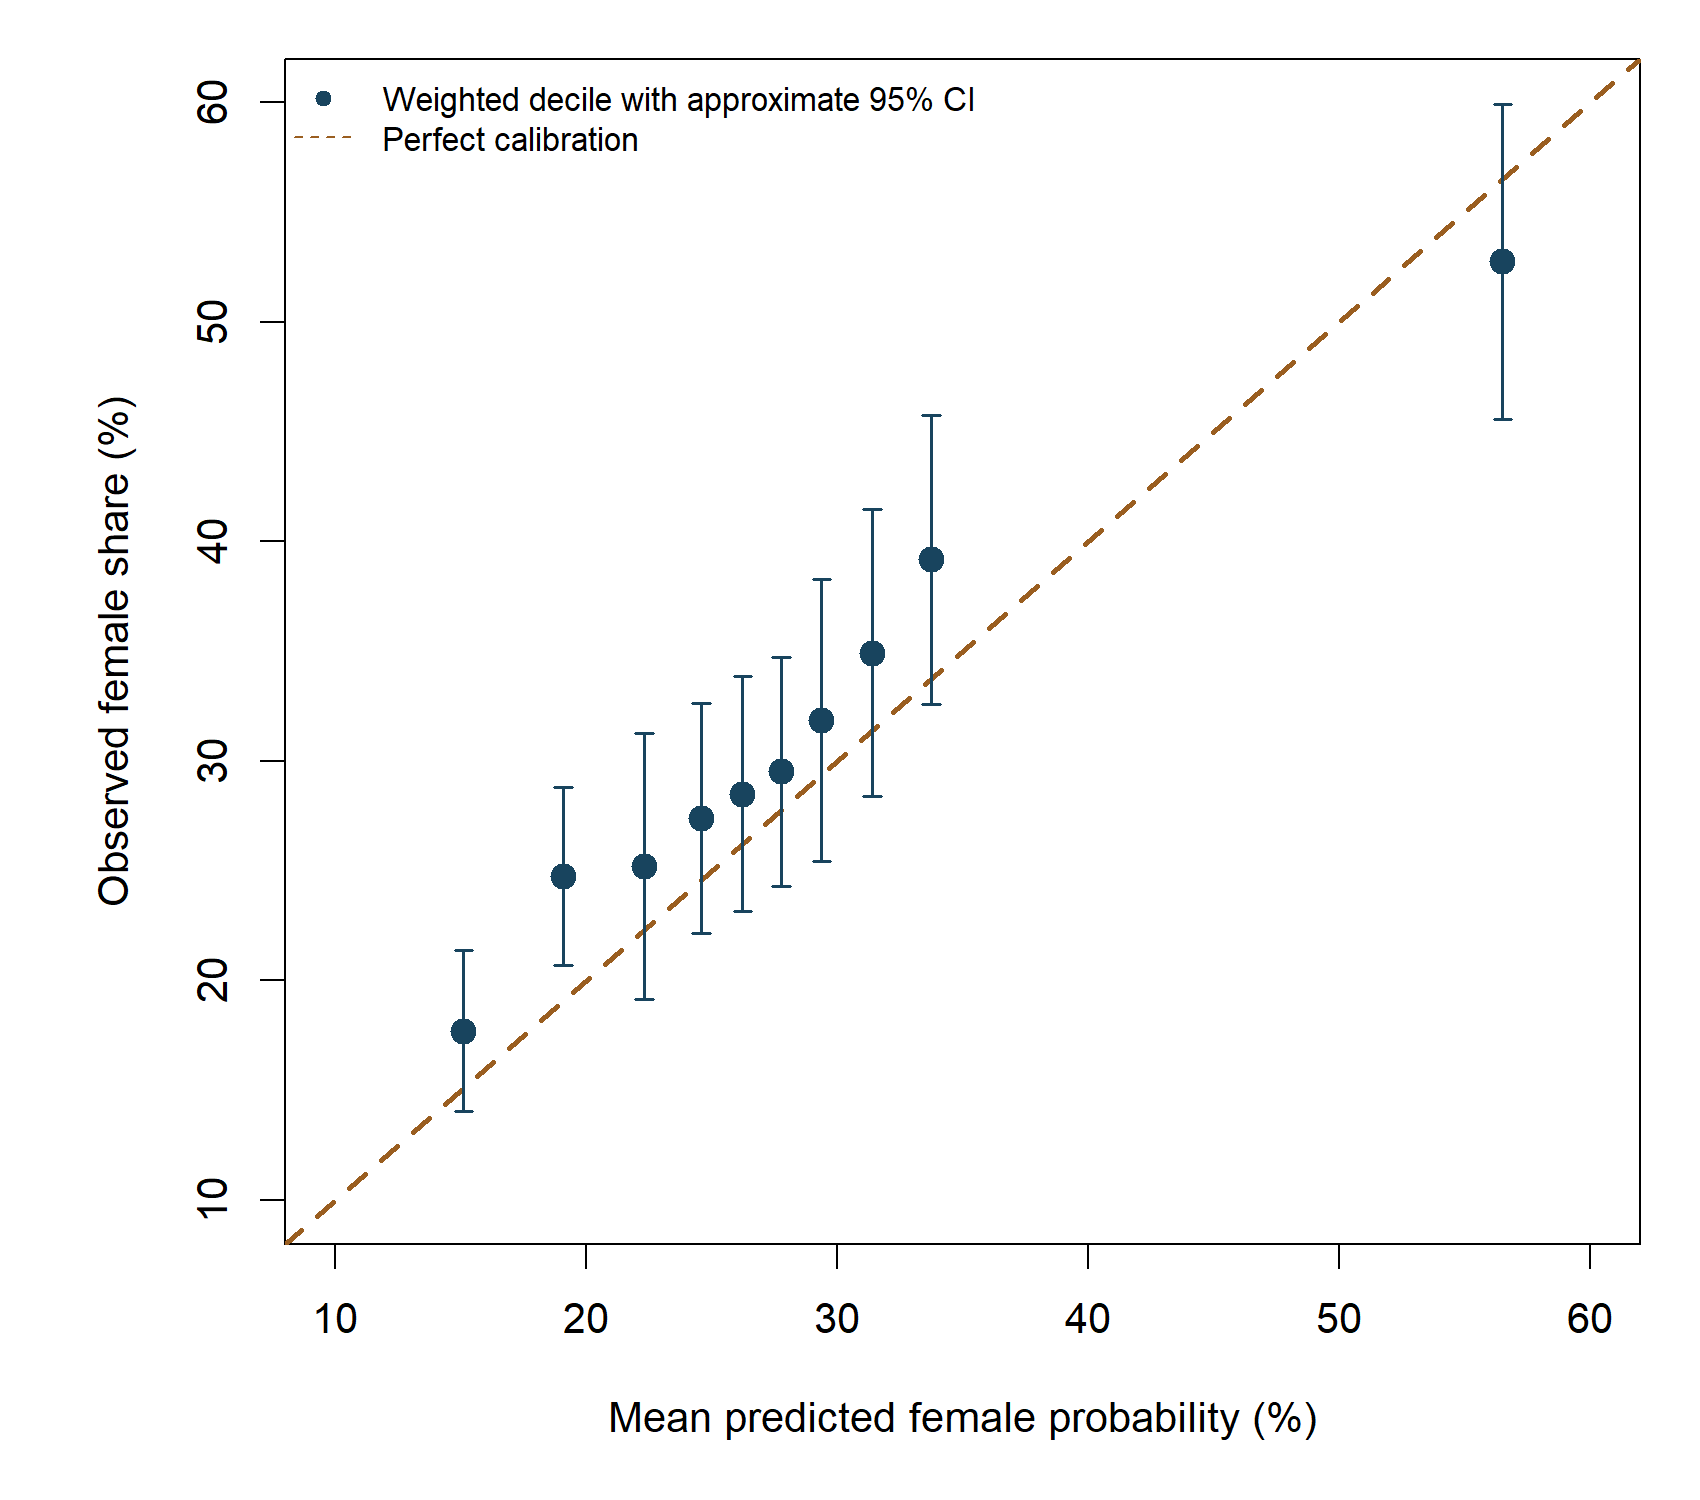 Weighted decile with approximate 95% CI
Perfect calibration
Observed female share (%)
60
50
40
30
20
10
10 20 30 40 50 60
Mean predicted female probability (%)